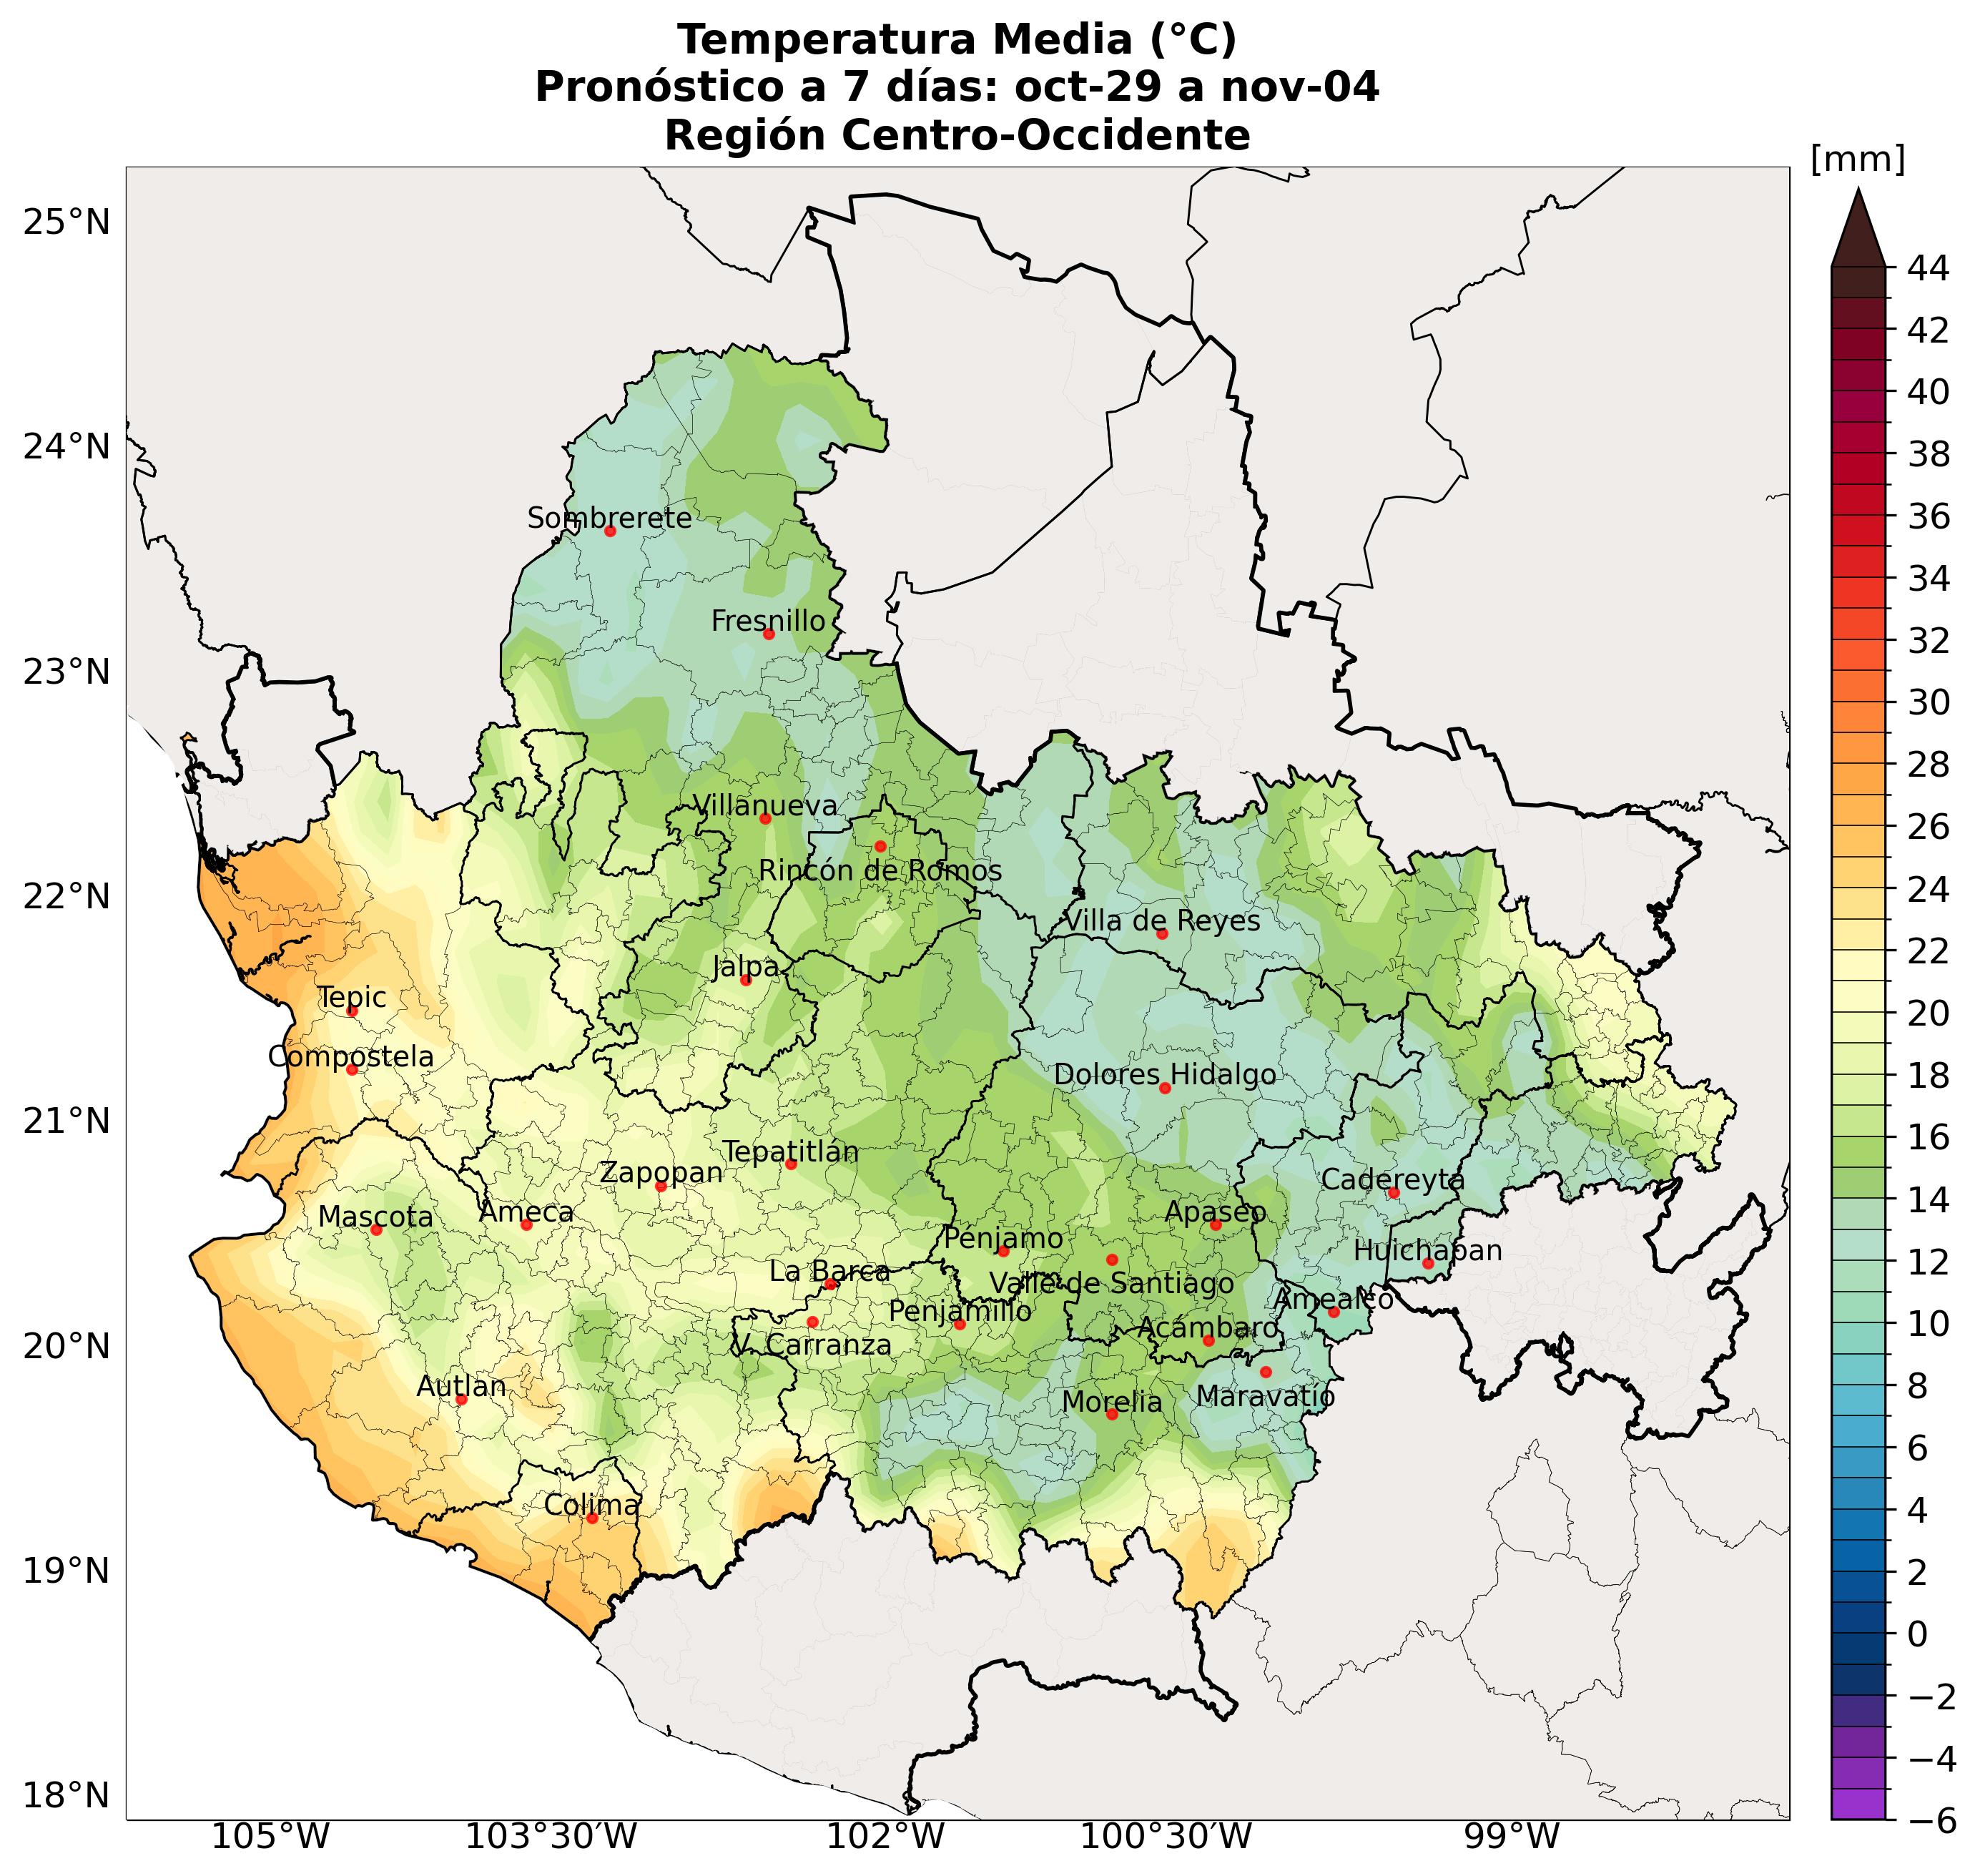 Temperatura Media (°C)
Pronóstico a 7 días: oct-29 a nov-04
Región Centro-Occidente
[mm]
25°N
24°N
23°N
22°N
21°N
20°N
19°N
18°N
44
42
40
38
36
34
32
30
28
26
24
22
20
18
16
14
12
10
8
6
4
2
0
−2
−4
−6
Sombrerete
Fresnillo
Villanueva
Rincón de Romos
Villa de Reyes
Jalpa
Tepic
Compostela
Dolores Hidalgo
Tepatitlán
Zapopan
Cadereyta
Mascota
Ameca
Apaseo
Pénjamo
Huichapan
La Barca
Valle de Santiago
Amealco
Penjamillo
Acámbaro
V. Carranza
Autlan
Maravatío
Morelia
Colima
105°W
103°30′W
102°W
100°30′W
99°W